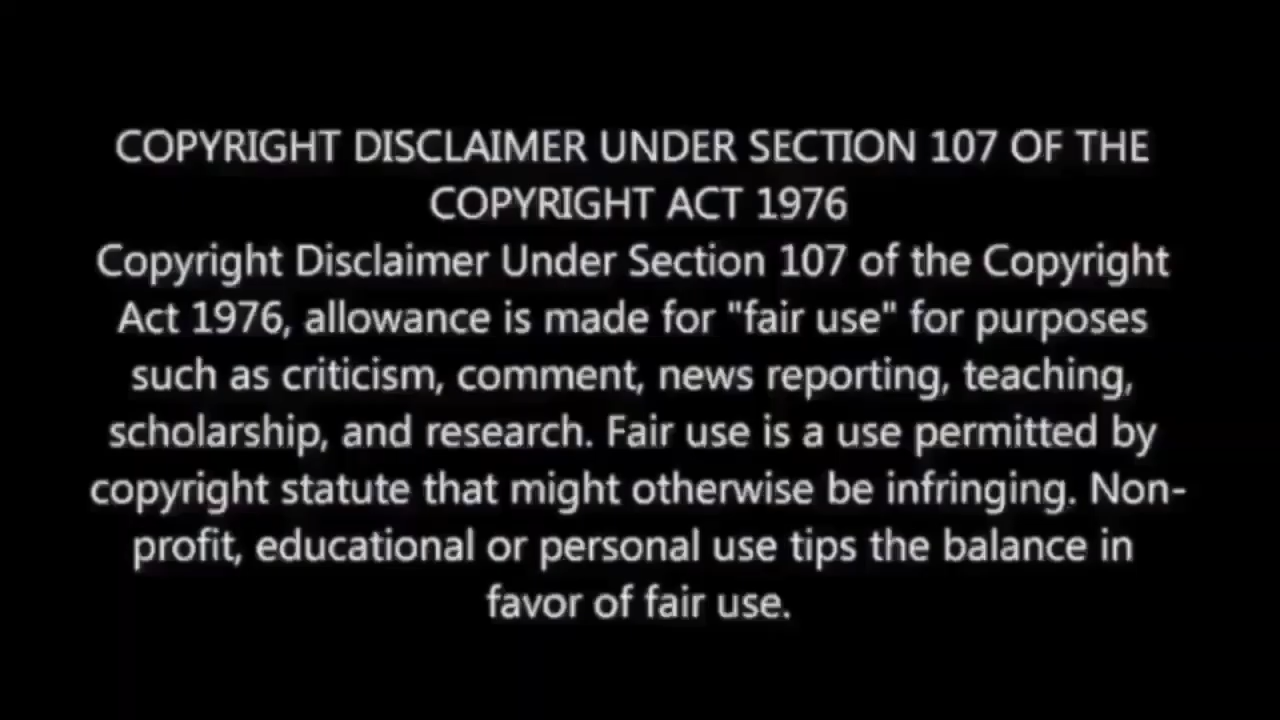 COPYRIGHT DISCLAIMER UNDER SECTION 107 OF THE
COPYRIGHT ACT 1976
Copyright Disclaimer Under Section 107 of the Copyright
Act 1976, allowance is made for "fair use" for purposes
such as criticism, comment, news reporting, teaching,
scholarship, and research. Fair use is a use permitted by
copyright statute that might otherwise be infringing. Non-
profit, educational or personal use tips the balance in
favor of fair use.